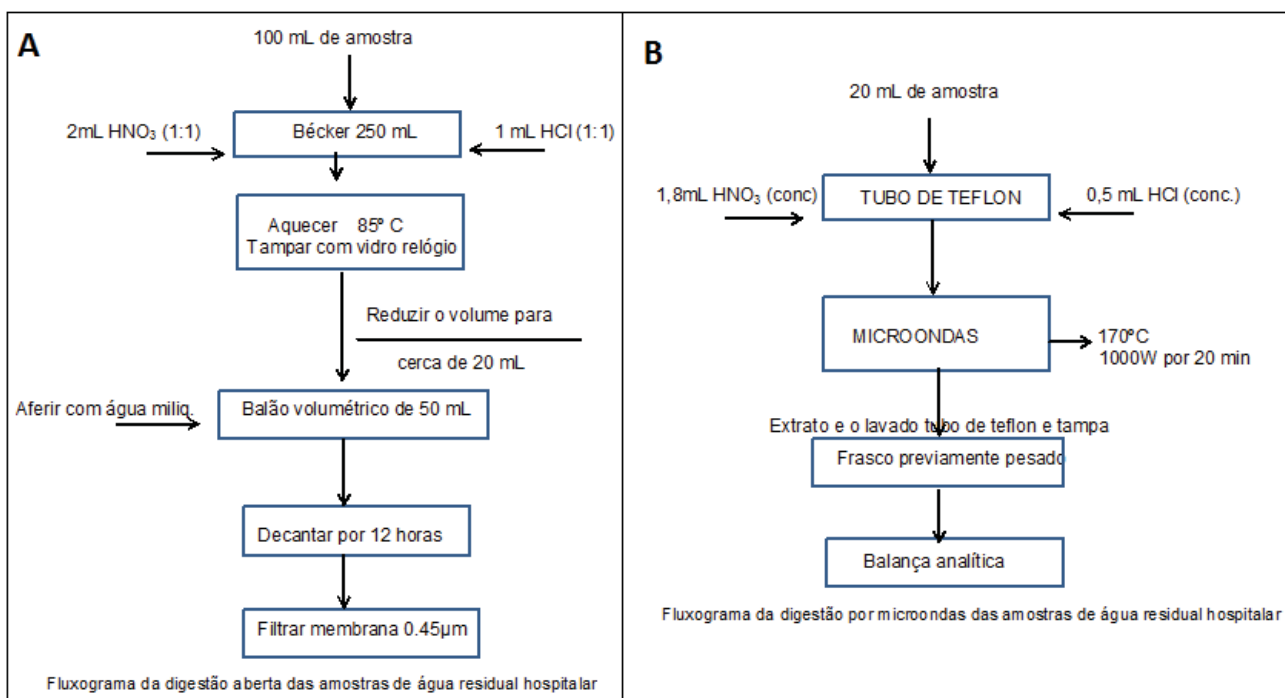 A
100 mL de amostra
2mL HNO₃ (1:1)
Bécker 250 mL
1 mL HCl (1:1)
Aquecer 85º C
Tampar com vidro relógio
Reduzir o volume para
cerca de 20 mL
Aferir com água miliq.
Balão volumétrico de 50 mL
Decantar por 12 horas
Filtrar membrana 0.45µm
Fluxograma da digestão aberta das amostras de água residual hospitalar
B
20 mL de amostra
1,8mL HNO₃ (conc)
TUBO DE TEFLON
0,5 mL HCl (conc.)
MICROONDAS
170ºC
1000W por 20 min
Extrato e o lavado tubo de teflon e tampa
Frasco previamente pesado
Balança analítica
Fluxograma da digestão por microondas das amostras de água residual hospitalar